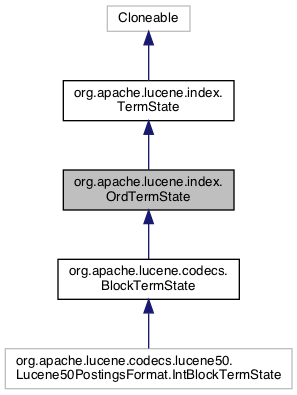 Cloneable
org.apache.lucene.index.
TermState
org.apache.lucene.index.
OrdTermState
org.apache.lucene.codecs.
BlockTermState
org.apache.lucene.codecs.lucene50.
Lucene50PostingsFormat.IntBlockTermState